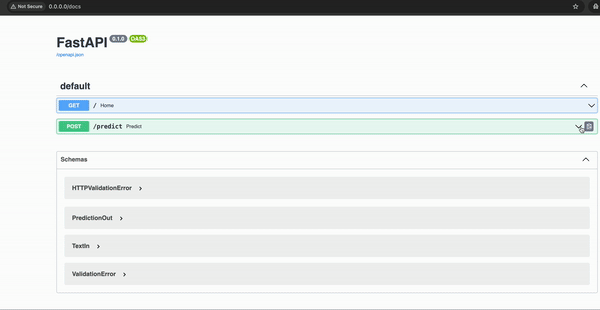 Not Secure 0.0.0.0/docs
FastAPI 0.1.0 OAS3
/openapi.json
default
GET / Home
POST /predict Predict
Schemas
HTTPValidationError
PredictionOut
TextIn
ValidationError